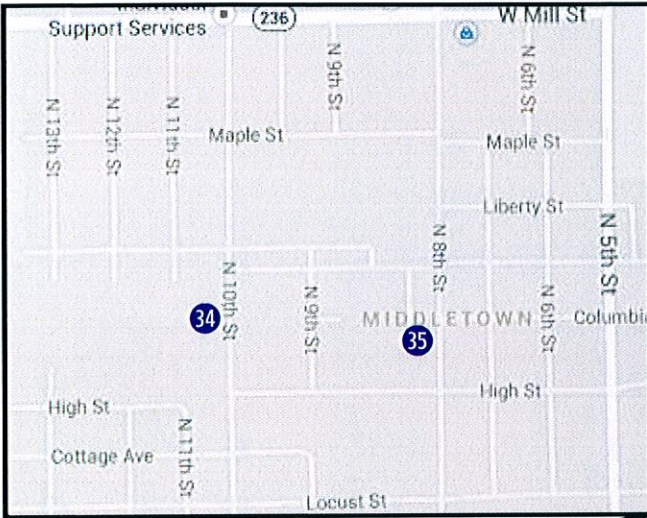 Individual
Support Services
236
W Mill St
N 13th St
N 12th St
N 11th St
N 9th St
N 6th St
Maple St
Maple St
Liberty St
N 10th St
N 8th St
N 5th St
34
N 9th St
MIDDLETOWN
N 6th St
Columbia
35
High St
High St
N 11th St
Cottage Ave
Locust St